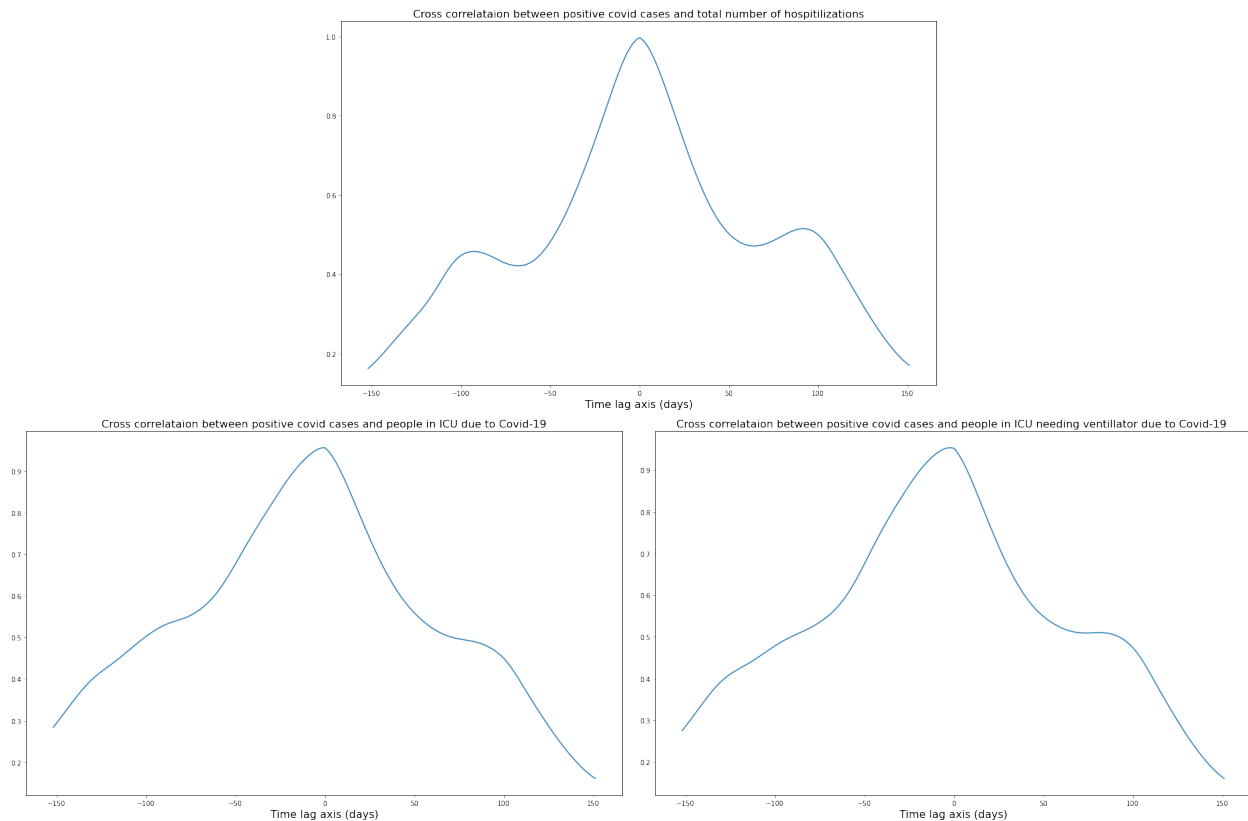 Cross correlataion between positive covid cases and total number of hospitilizations
1.0
0.8
0.6
0.4
0.2
−150 −100 −50 0 50 100 150
Time lag axis (days)
Cross correlataion between positive covid cases and people in ICU due to Covid-19
0.9
0.8
0.7
0.6
0.5
0.4
0.3
0.2
−150 −100 −50 0 50 100 150
Time lag axis (days)
Cross correlataion between positive covid cases and people in ICU needing ventillator due to Covid-19
0.9
0.8
0.7
0.6
0.5
0.4
0.3
0.2
−150 −100 −50 0 50 100 150
Time lag axis (days)